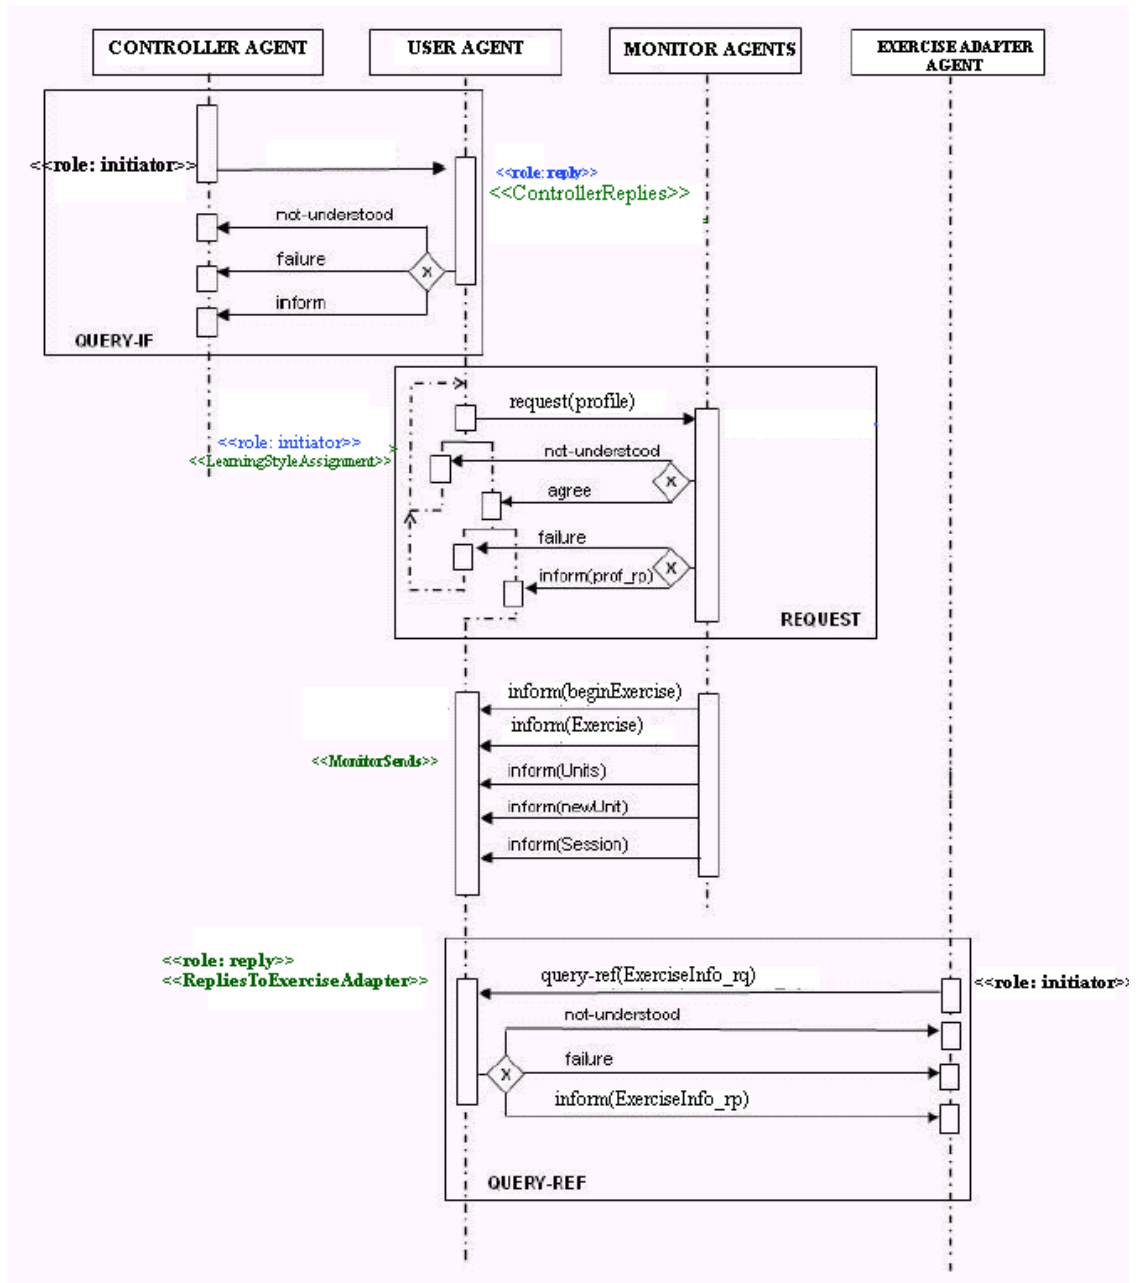 CONTROLLER AGENT
USER AGENT
MONITOR AGENTS
EXERCISE ADAPTER
AGENT
<<role: initiator>>
<<role: reply>>
<<ControllerReplies>>
not-understood
failure
X
inform
QUERY-IF
request(profile)
<<role: initiator>>
<<LearningStyleAssignment>>
not-understood
X
agree
failure
X
inform(prof_rp)
REQUEST
inform(beginExercise)
inform(Exercise)
<<MonitorSends>>
inform(Units)
inform(newUnit)
inform(Session)
<<role: reply>>
<<RepliesToExerciseAdapter>>
query-ref(ExerciseInfo_rq)
<<role: initiator>>
not-understood
failure
X
inform(ExerciseInfo_rp)
QUERY-REF